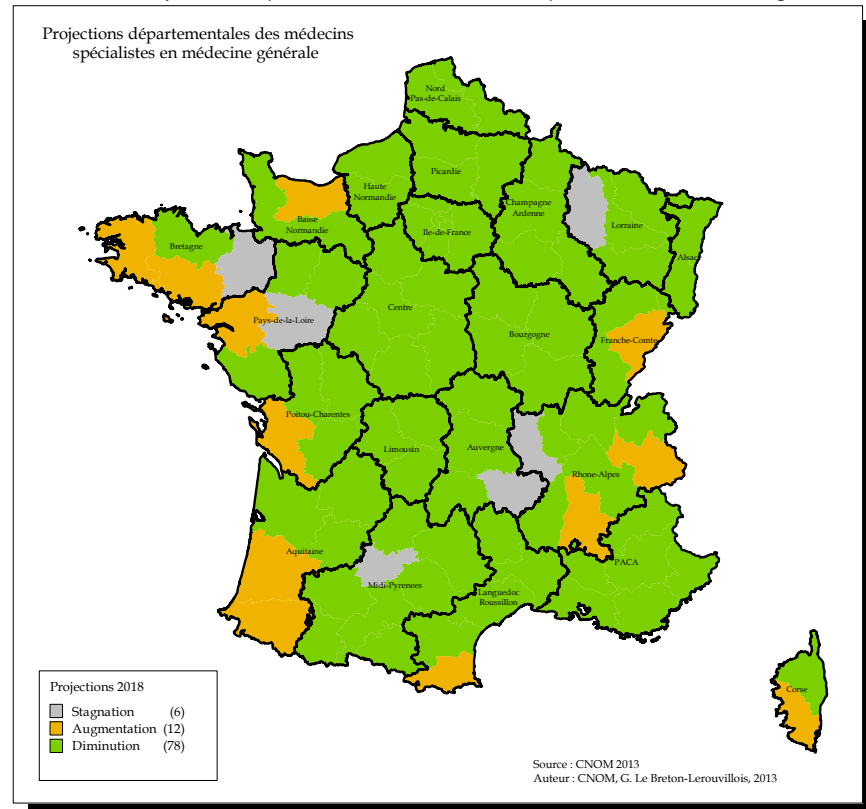 Projections départementales des médecins
spécialistes en médecine générale
Nord
Pas-de-Calais
Picardie
Haute
Normandie
Champagne
Ardenne
Lorraine
Basse
Normandie
Ile-de-France
Bretagne
Alsace
Pays-de-la-Loire
Centre
Bourgogne
Franche-Comte
Poitou-Charentes
Limousin
Auvergne
Rhone-Alpes
Aquitaine
Midi-Pyrenees
PACA
Languedoc
Roussillon
Corse
Projections 2018
Stagnation (6)
Augmentation (12)
Diminution (78)
Source : CNOM 2013
Auteur : CNOM, G. Le Breton-Lerouvillois, 2013